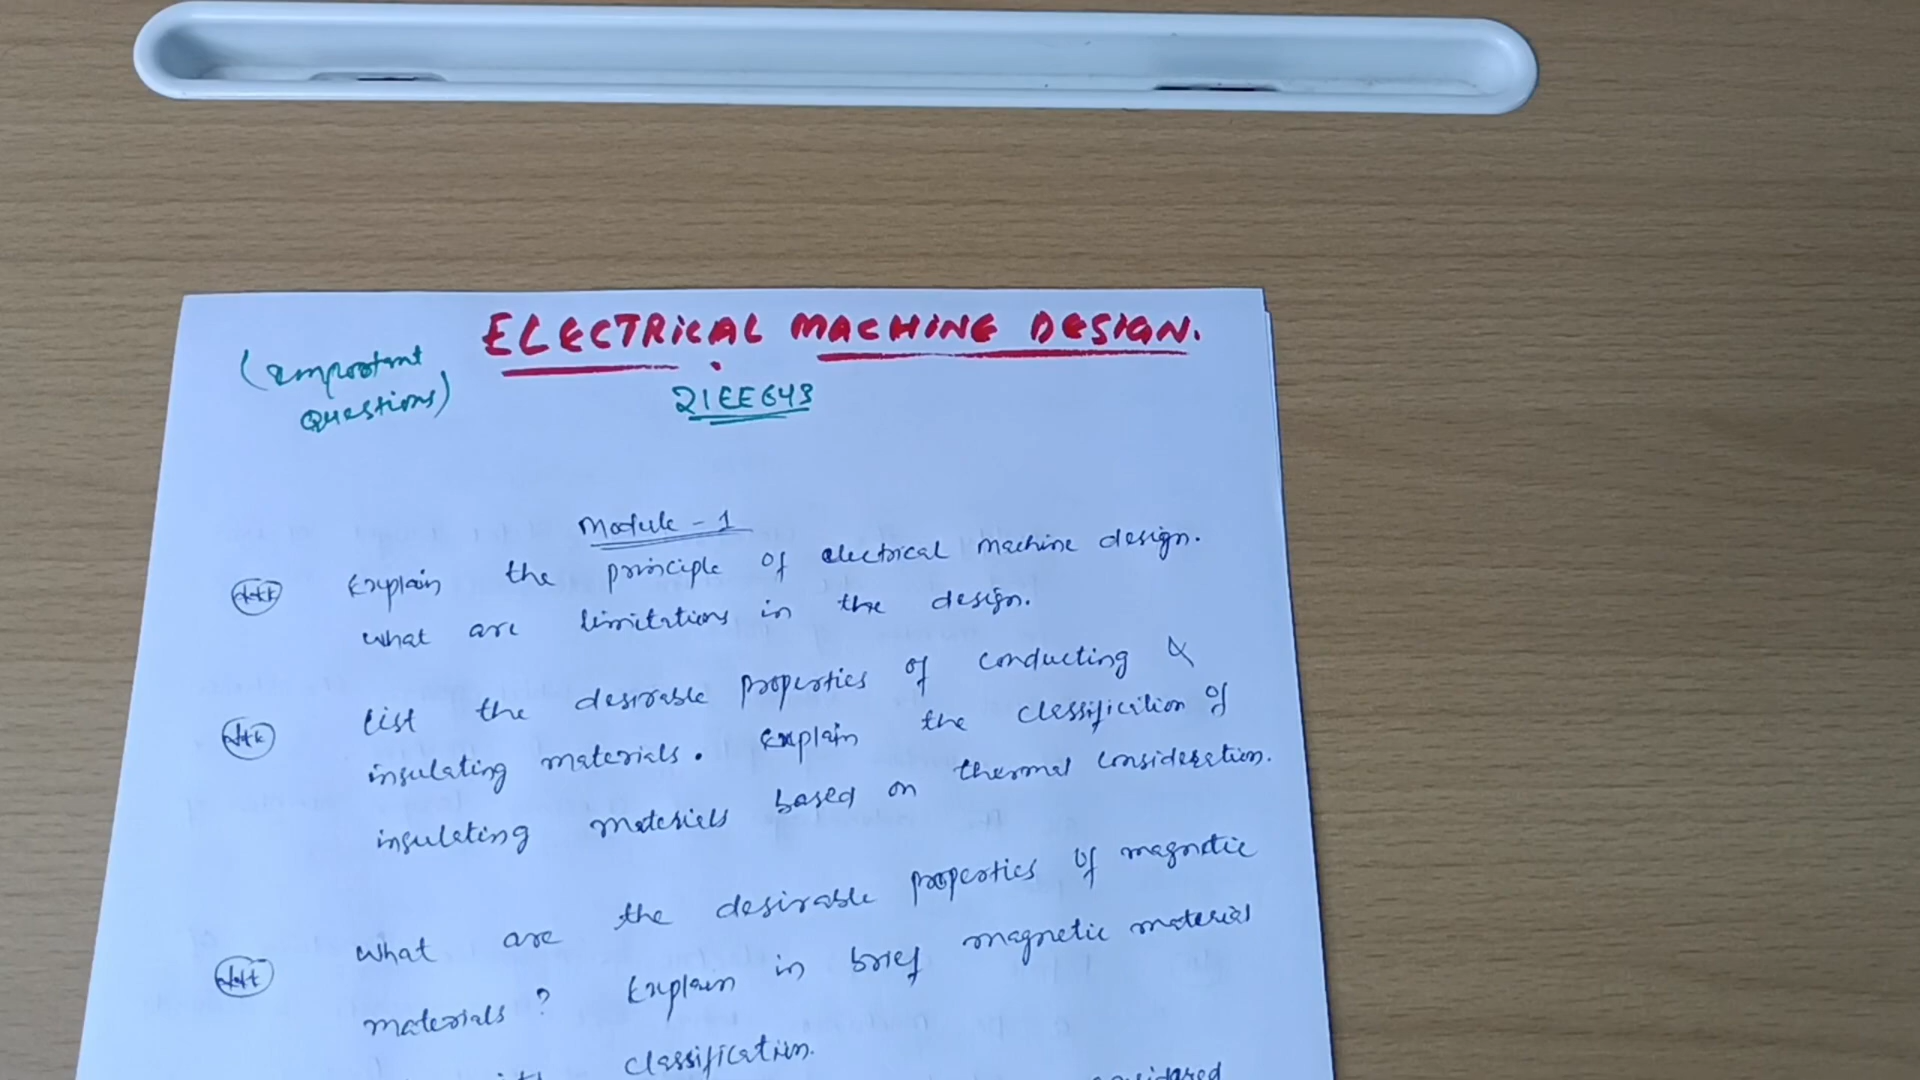 ELECTRICAL MACHINE DESIGN.
(Important
Questions)
21EE643
Module - 1
*** Explain the principle of electrical machine design.
what are limitations in the design.
*** List the desirable properties of conducting &
insulating materials. Explain the classification of
insulating materials based on thermal consideration.
*** what are the desirable properties of magnetic
materials? Explain in brief magnetic material
classification.
considered